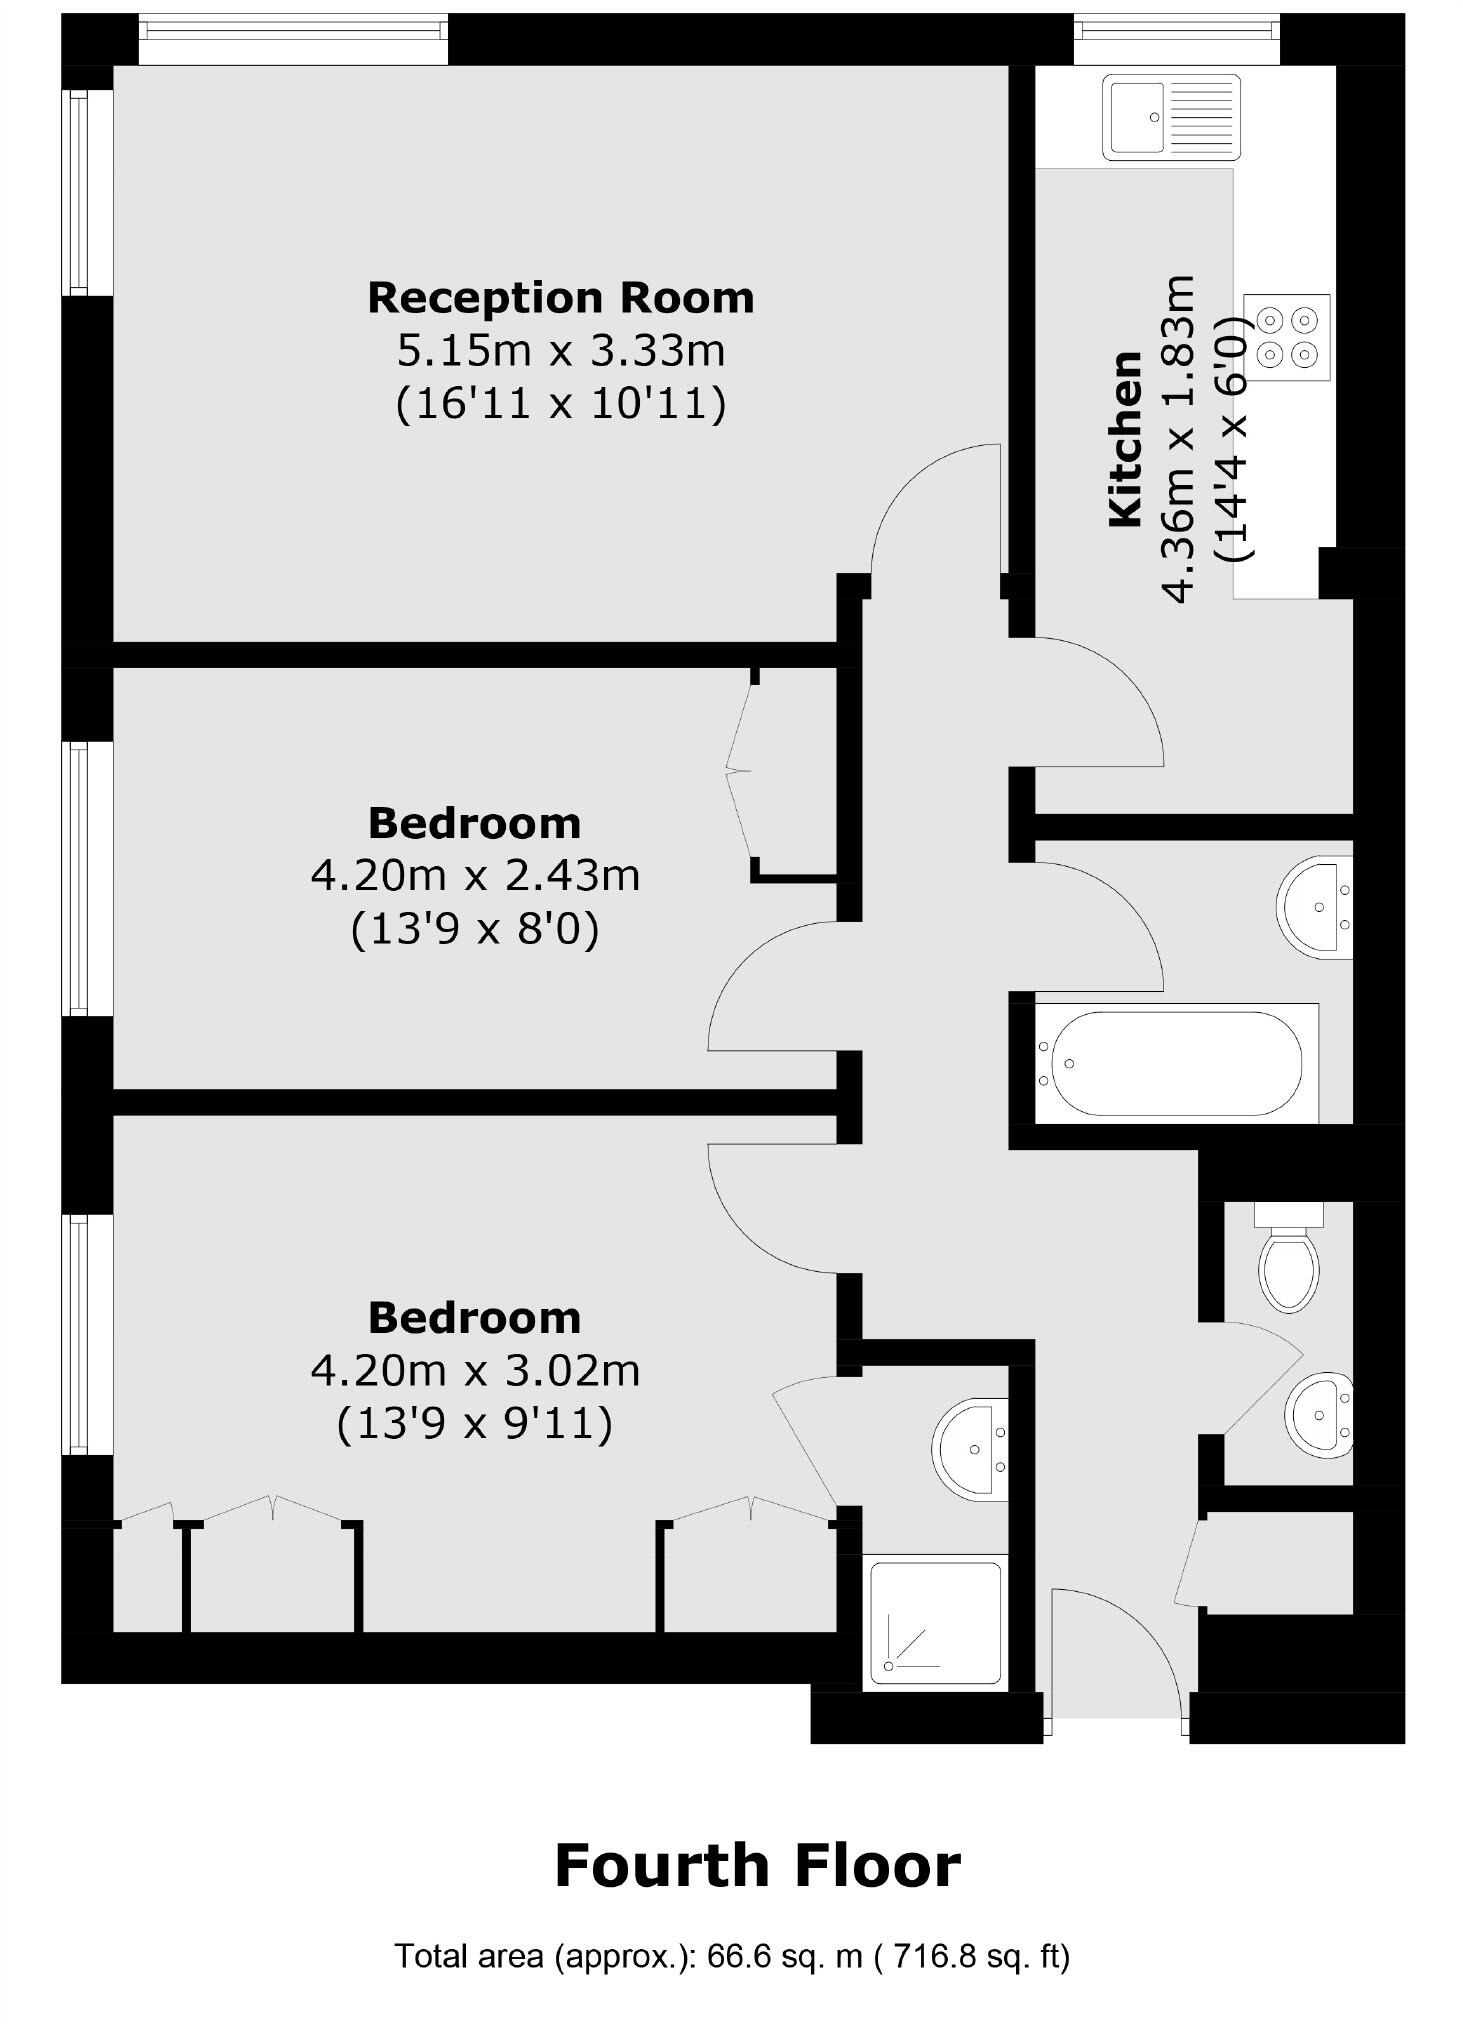 Reception Room
5.15m x 3.33m
(16'11 x 10'11)
Kitchen
4.36m x 1.83m
(14'4 x 6'0)
Bedroom
4.20m x 2.43m
(13'9 x 8'0)
Bedroom
4.20m x 3.02m
(13'9 x 9'11)
Fourth Floor
Total area (approx.): 66.6 sq. m ( 716.8 sq. ft)